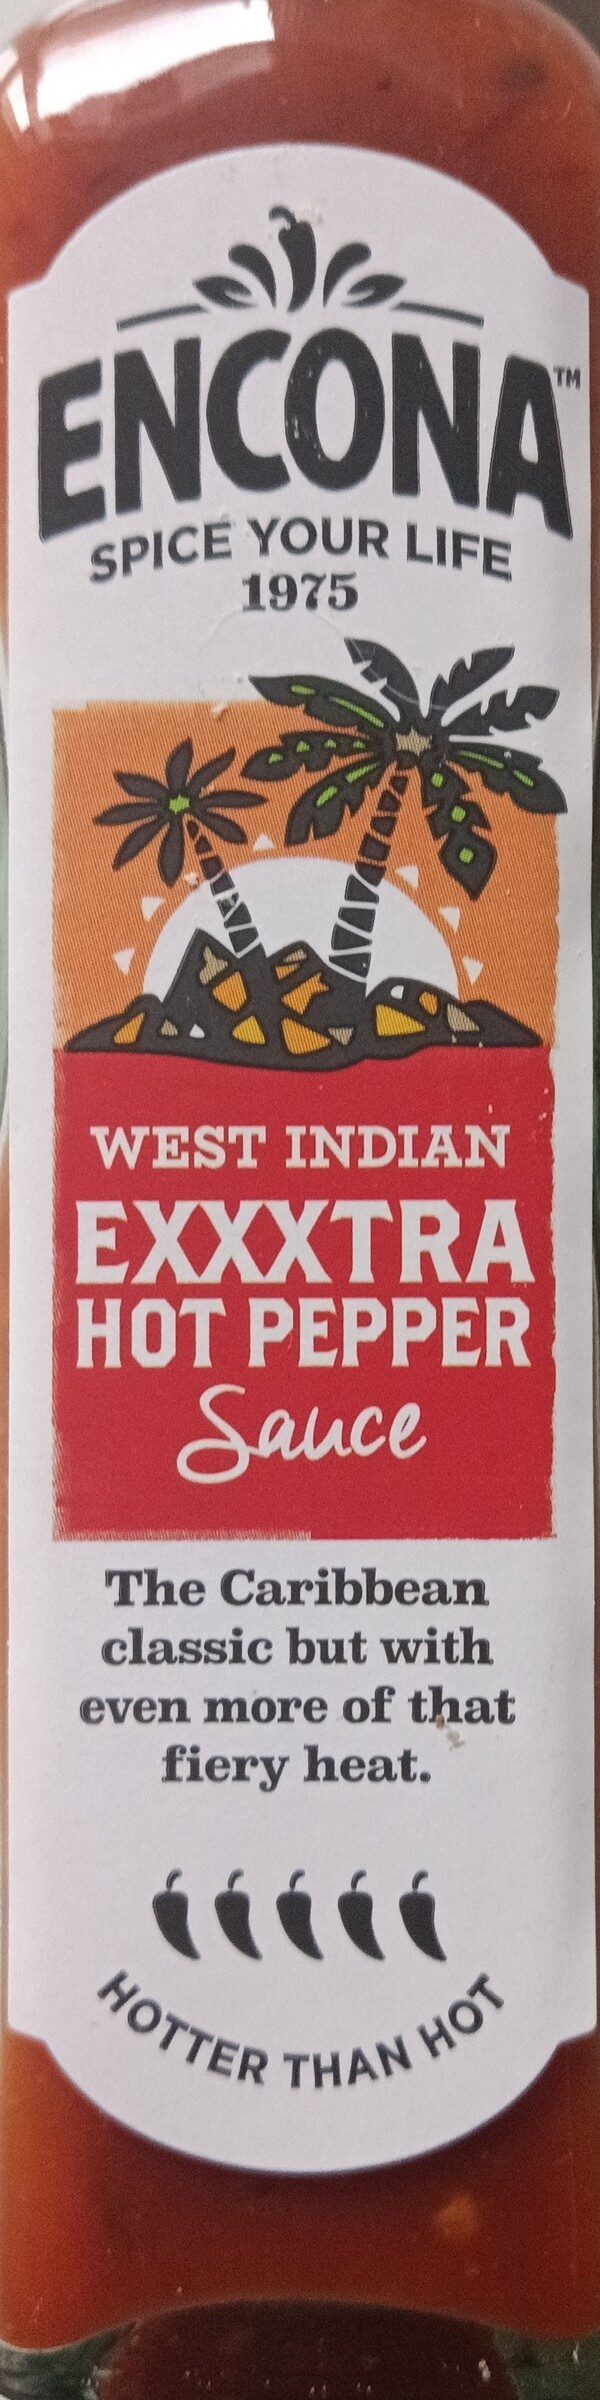 ENCONA™
SPICE YOUR LIFE
1975
WEST INDIAN
EXXXTRA
HOT PEPPER
Sauce
The Caribbean
classic but with
even more of that
fiery heat.
HOTTER THAN HOT